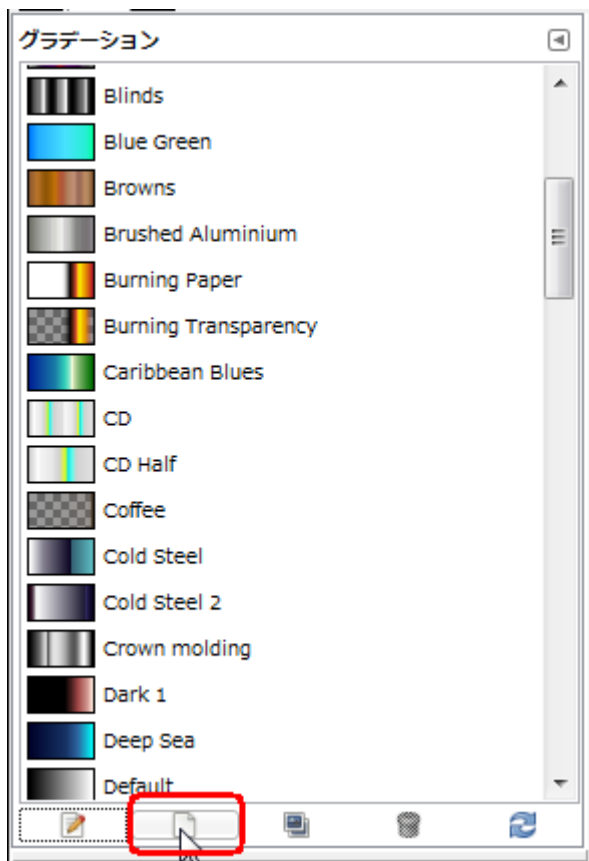 グラデーション
Blinds
Blue Green
Browns
Brushed Aluminium
Burning Paper
Burning Transparency
Caribbean Blues
CD
CD Half
Coffee
Cold Steel
Cold Steel 2
Crown molding
Dark 1
Deep Sea
Default